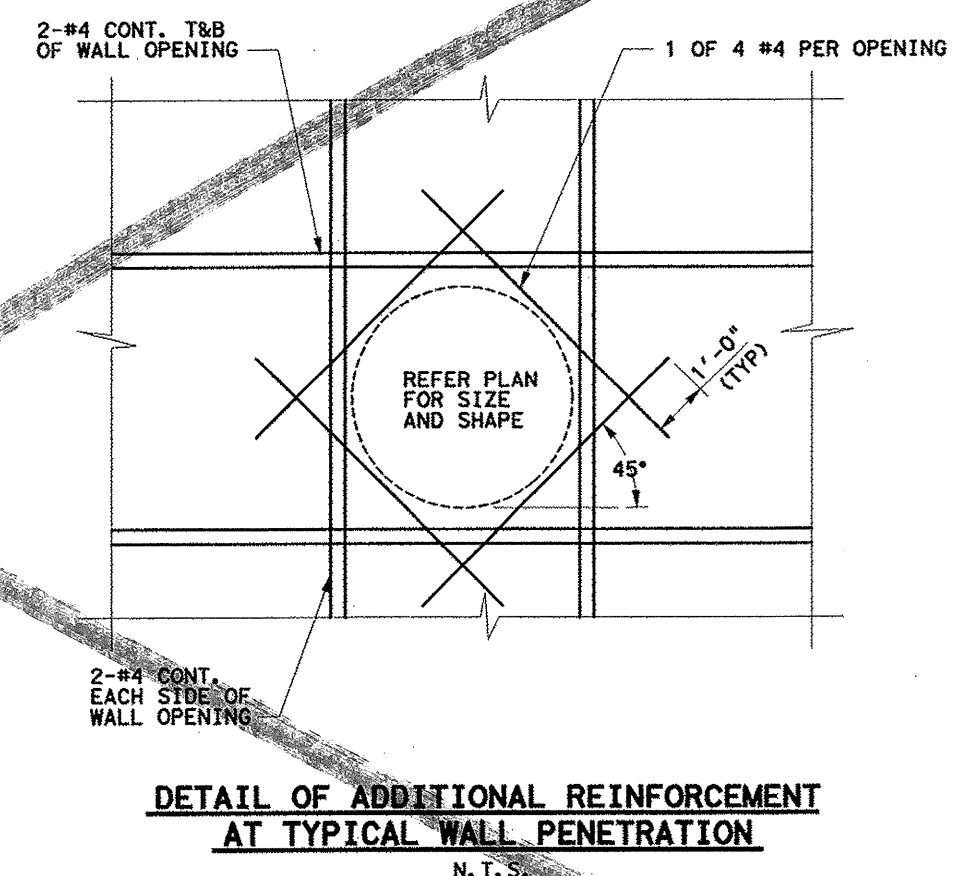 2-#4 CONT. T&B
OF WALL OPENING
1 OF 4 #4 PER OPENING
1'-0"
(TYP)
REFER PLAN
FOR SIZE
AND SHAPE
45°
2-#4 CONT.
EACH SIDE OF
WALL OPENING
DETAIL OF ADDITIONAL REINFORCEMENT
AT TYPICAL WALL PENETRATION
N.T.S.